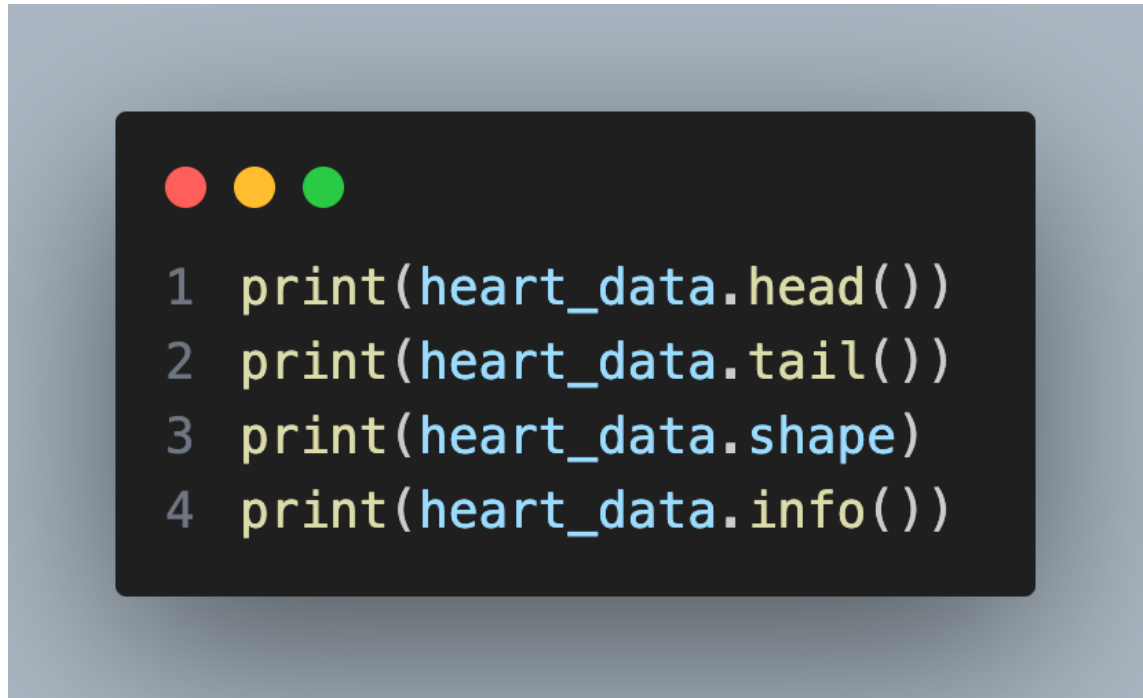 1 print(heart_data.head())
2 print(heart_data.tail())
3 print(heart_data.shape)
4 print(heart_data.info())